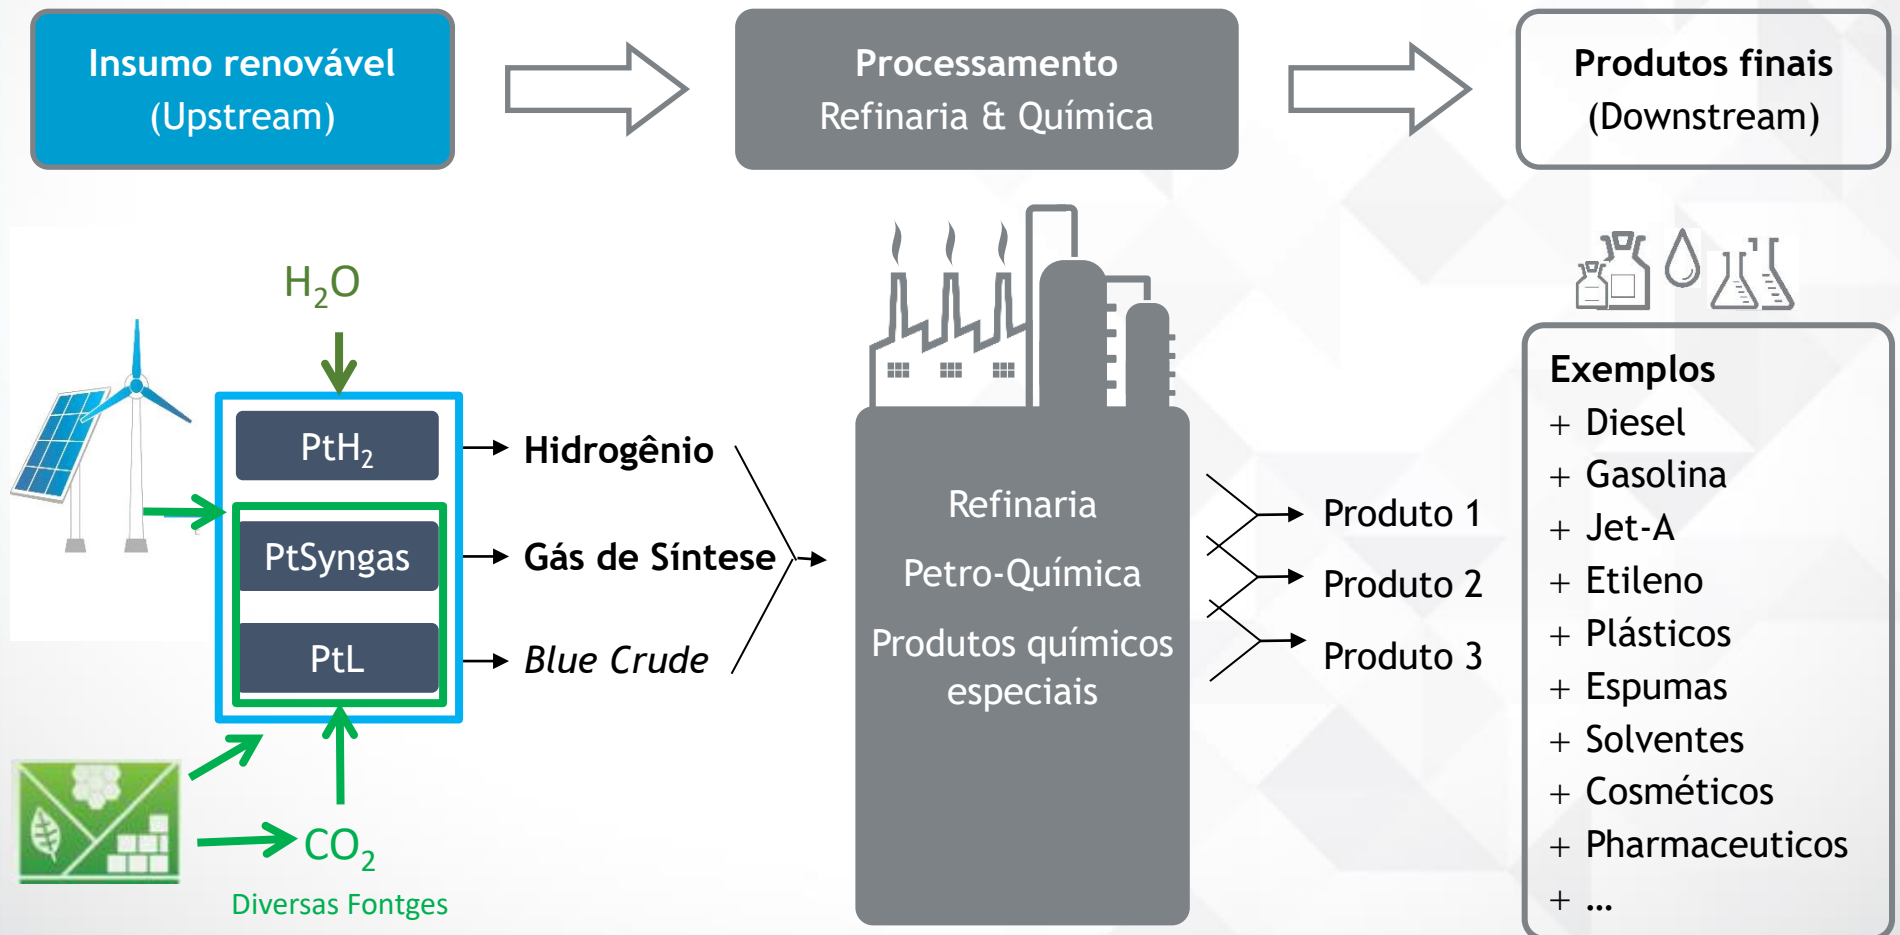 Insumo renovável
(Upstream)
Processamento
Refinaria & Química
Produtos finais
(Downstream)
H₂O
PtH₂
Hidrogênio
PtSyngas
Gás de Síntese
PtL
Blue Crude
CO₂
Diversas Fontges
Refinaria
Petro-Química
Produtos químicos
especiais
Produto 1
Produto 2
Produto 3
Exemplos
+ Diesel
+ Gasolina
+ Jet-A
+ Etileno
+ Plásticos
+ Espumas
+ Solventes
+ Cosméticos
+ Pharmaceuticos
+ ...